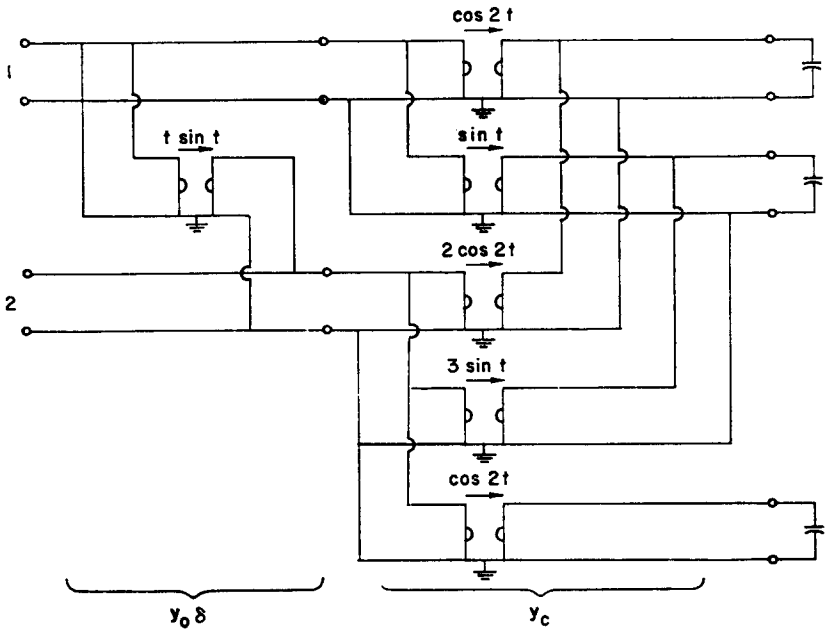 cos 2t
1
sin t
t sin t
2 cos 2t
2
3 sin t
cos 2t
y₀ δ
y_c